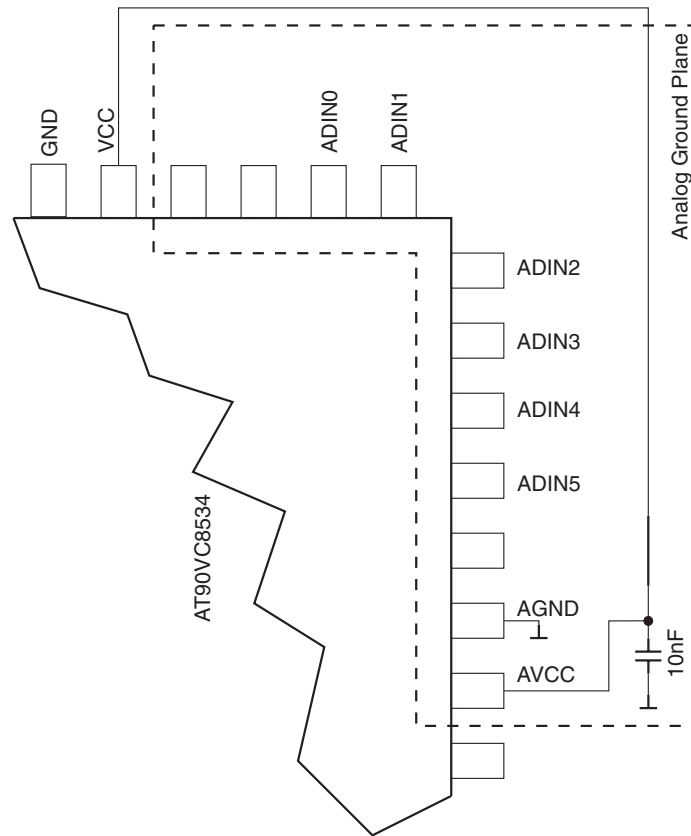 GND
VCC
ADIN0
ADIN1
Analog Ground Plane
ADIN2
ADIN3
ADIN4
ADIN5
AT90VC8534
AGND
AVCC
10nF